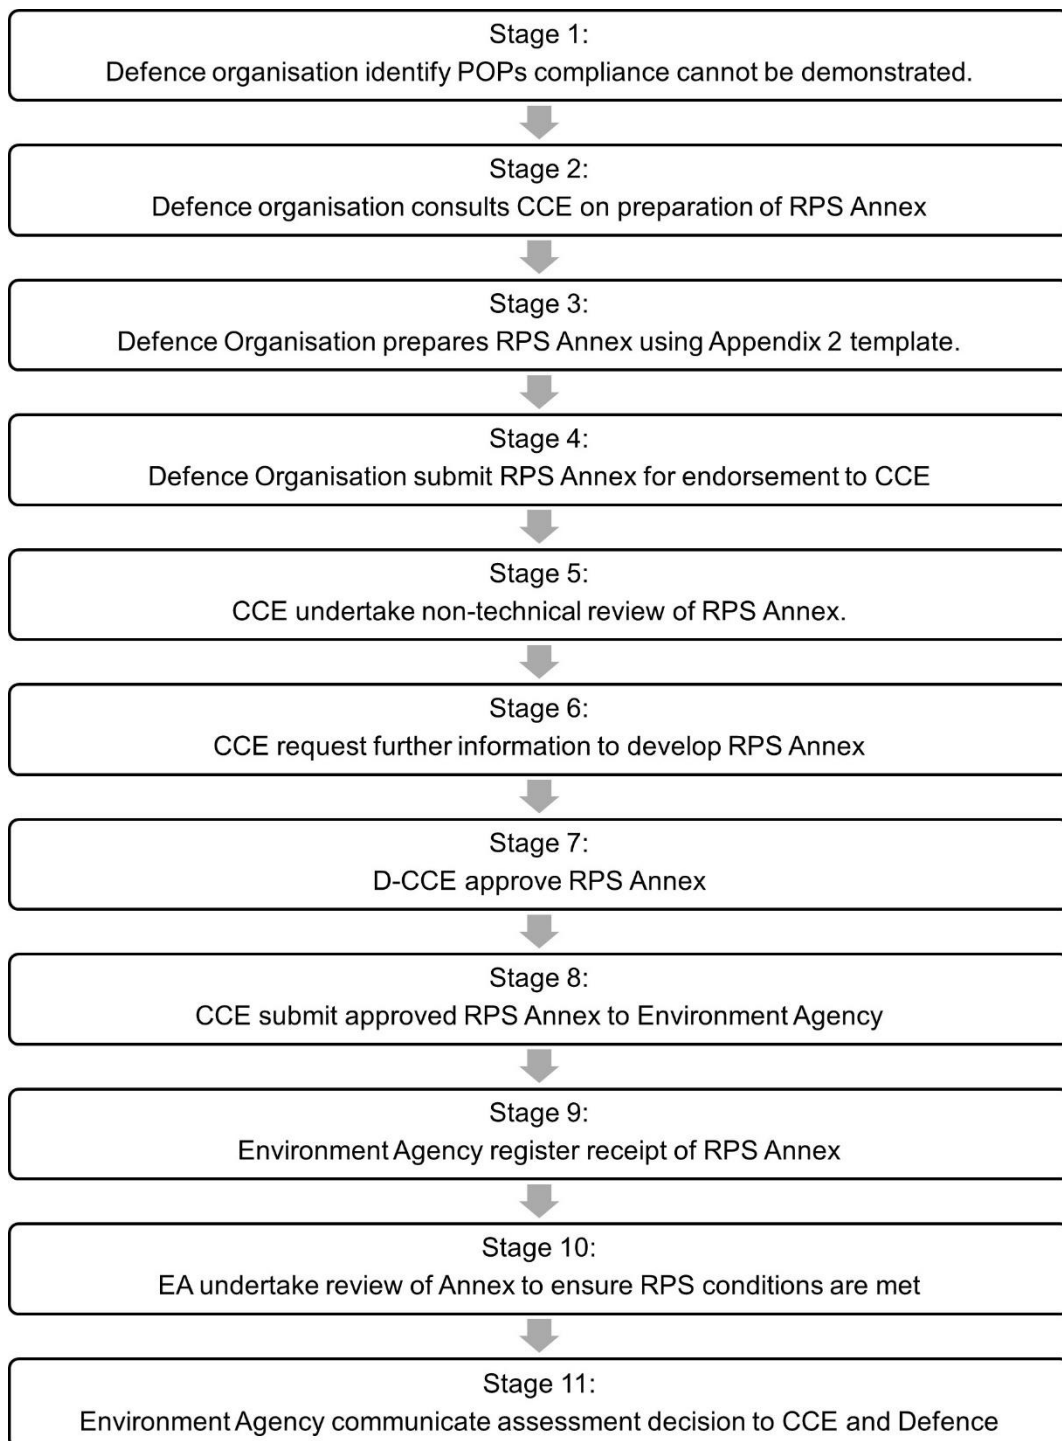 Stage 1:
Defence organisation identify POPs compliance cannot be demonstrated.
Stage 2:
Defence organisation consults CCE on preparation of RPS Annex
Stage 3:
Defence Organisation prepares RPS Annex using Appendix 2 template.
Stage 4:
Defence Organisation submit RPS Annex for endorsement to CCE
Stage 5:
CCE undertake non-technical review of RPS Annex.
Stage 6:
CCE request further information to develop RPS Annex
Stage 7:
D-CCE approve RPS Annex
Stage 8:
CCE submit approved RPS Annex to Environment Agency
Stage 9:
Environment Agency register receipt of RPS Annex
Stage 10:
EA undertake review of Annex to ensure RPS conditions are met
Stage 11:
Environment Agency communicate assessment decision to CCE and Defence